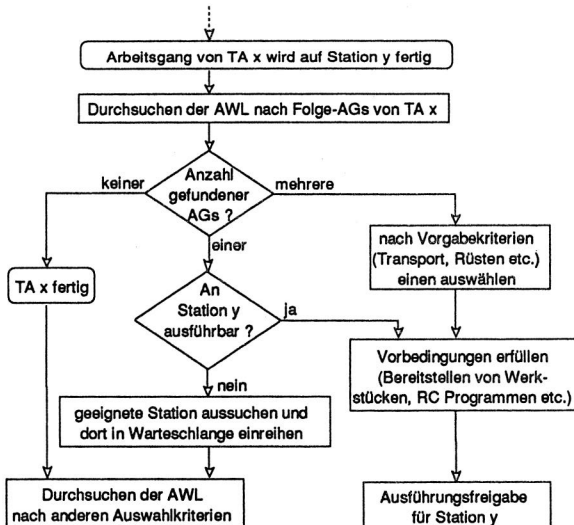 Arbeitsgang von TA x wird auf Station y fertig
Durchsuchen der AWL nach Folge-AGs von TA x
Anzahl
gefundener
AGs ?
keiner
mehrere
einer
nach Vorgabekriterien
(Transport, Rüsten etc.)
einen auswählen
TA x fertig
An
Station y
ausführbar ?
ja
nein
Vorbedingungen erfüllen
(Bereitstellen von Werk-
stücken, RC Programmen etc.)
geeignete Station aussuchen und
dort in Warteschlange einreihen
Durchsuchen der AWL
nach anderen Auswahlkriterien
Ausführungsfreigabe
für Station y